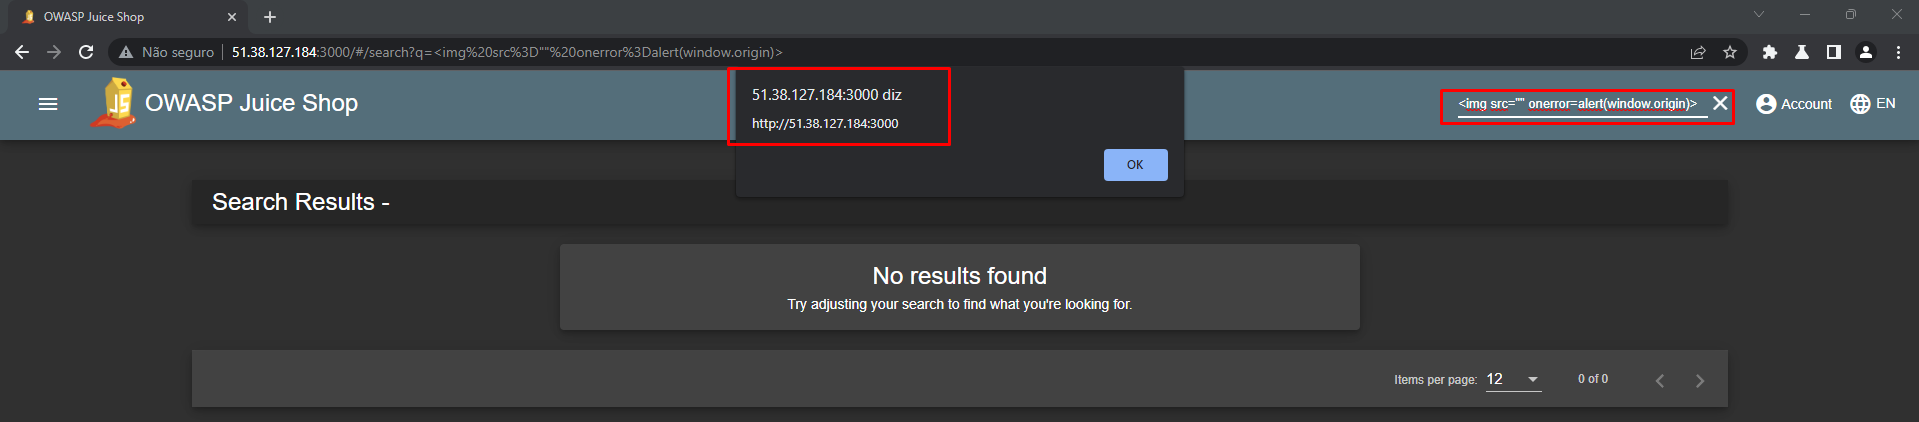 OWASP Juice Shop
Não seguro 51.38.127.184:3000/#/search?q=<img%20src%3D""%20onerror%3Dalert(window.origin)>
JS
OWASP Juice Shop
51.38.127.184:3000 diz
http://51.38.127.184:3000
OK
<img src="" onerror=alert(window.origin)>
Account
EN
Search Results -
No results found
Try adjusting your search to find what you're looking for.
Items per page: 12
0 of 0